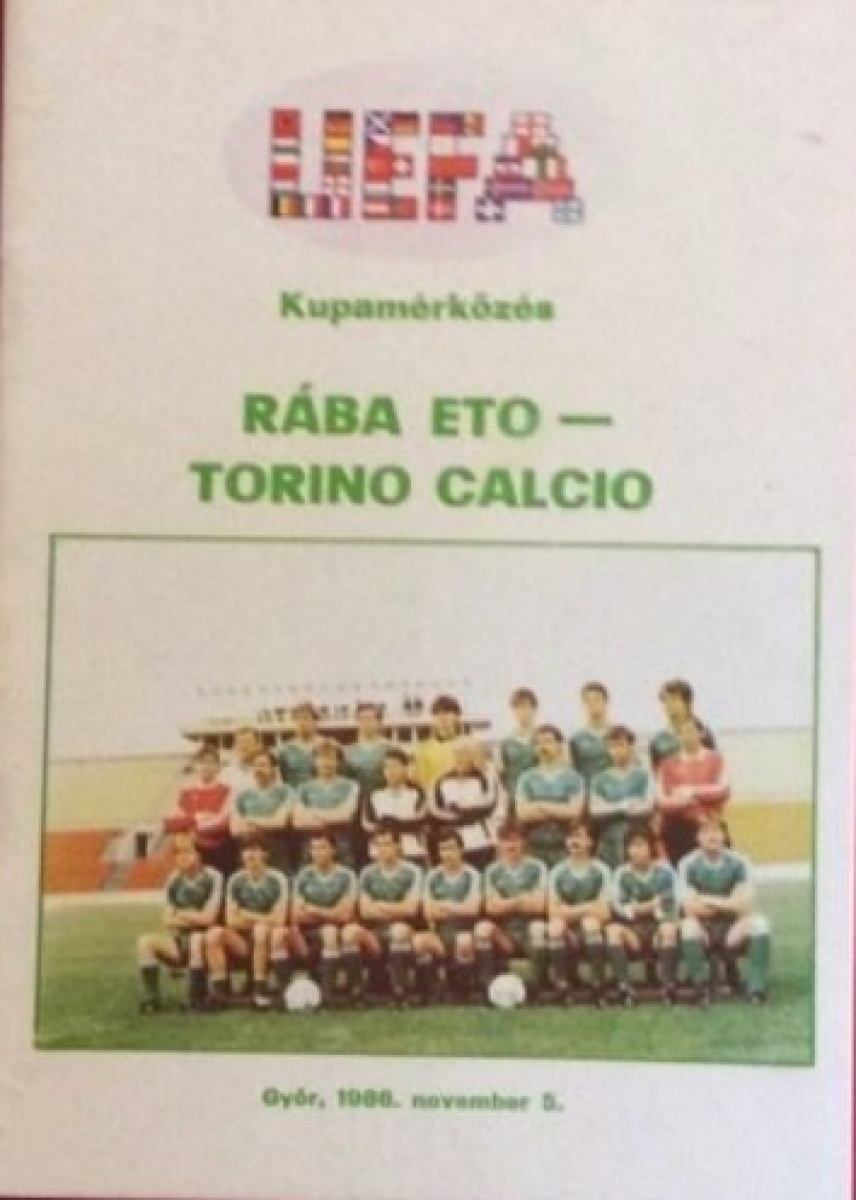 UEFA
Kupamérkőzés
RÁBA ETO —
TORINO CALCIO
Győr, 1986. november 5.